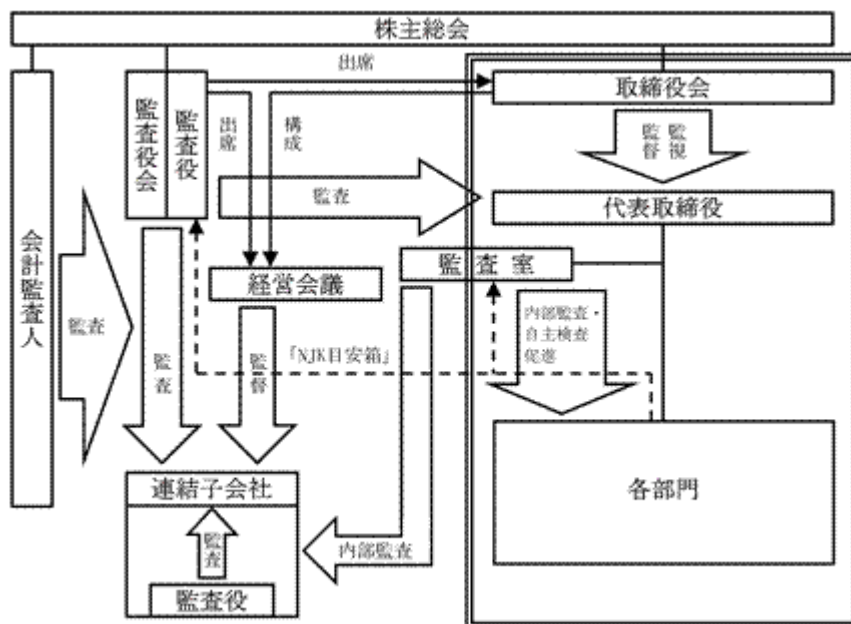 株主総会
出席
監査役会
監査役
出席
構成
取締役会
監督
監視
監査
代表取締役
会計監査人
監査
監査室
経営会議
内部監査・
自主検査
促進
「NJK目安箱」
監査
監督
連結子会社
各部門
監査
内部監査
監査役